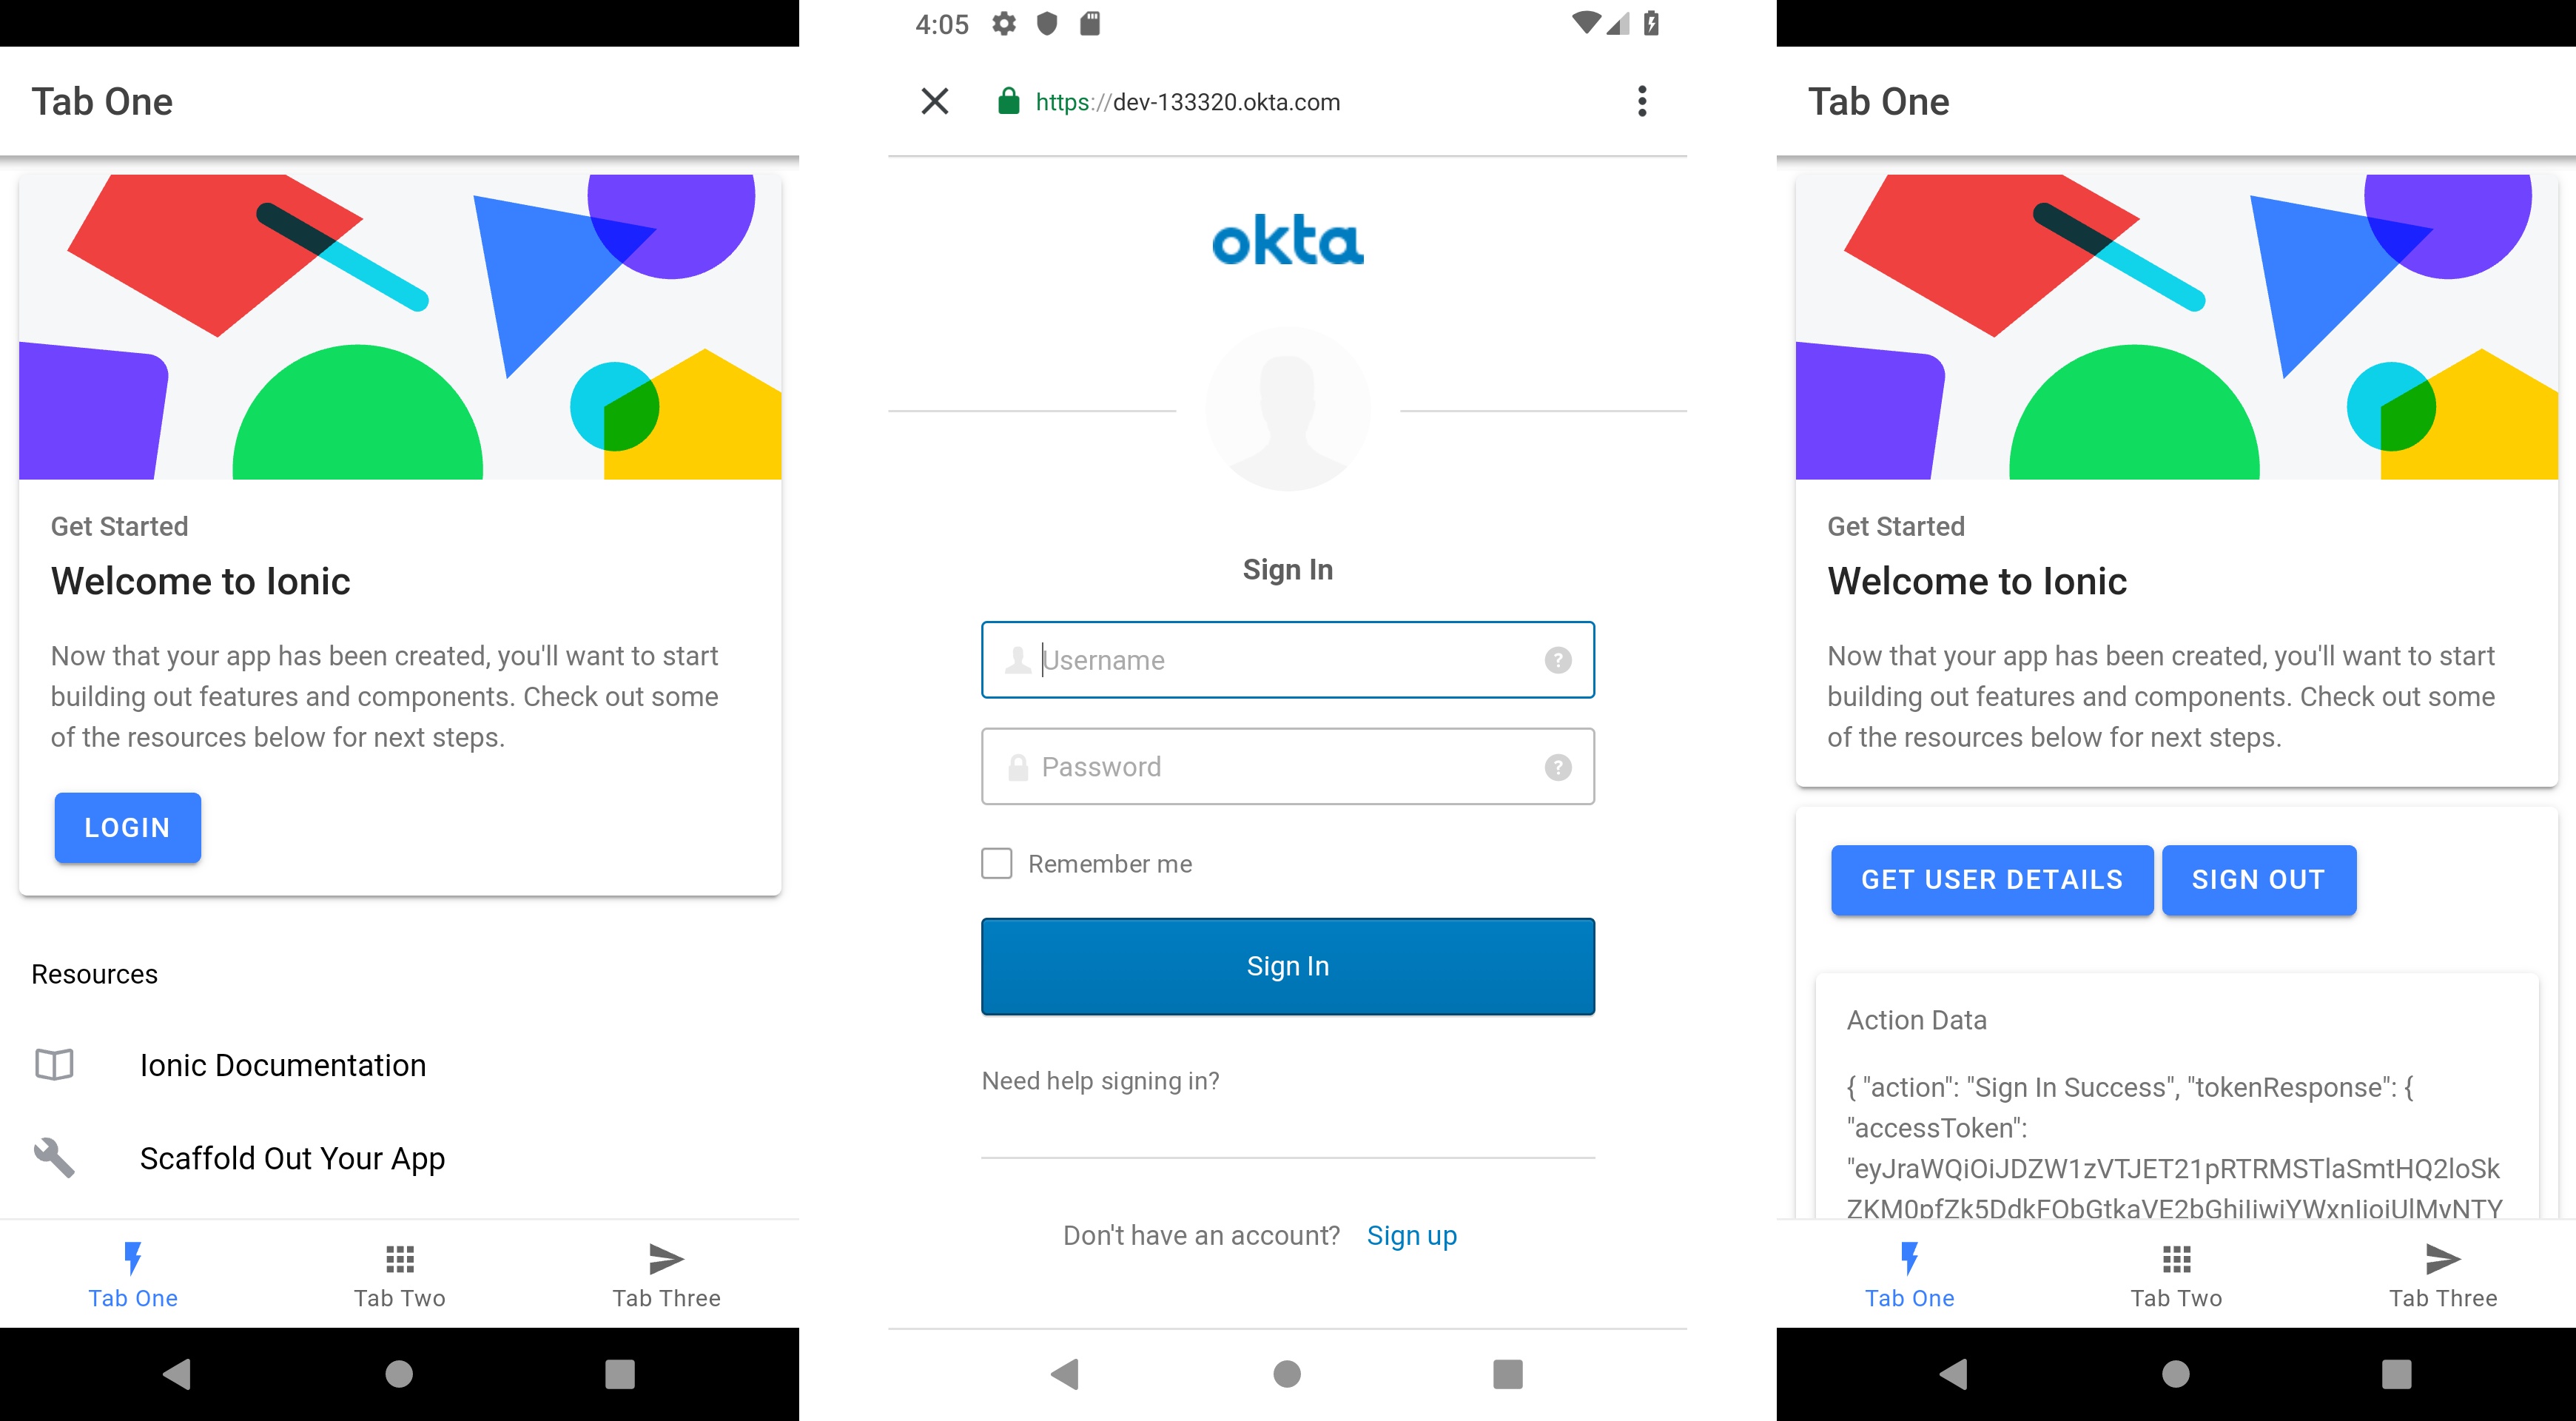 Tab One
Get Started
Welcome to Ionic
Now that your app has been created, you'll want to start
building out features and components. Check out some
of the resources below for next steps.
LOGIN
Resources
Ionic Documentation
Scaffold Out Your App
Tab One
Tab Two
Tab Three
4:05
https://dev-133320.okta.com
okta
Sign In
Username
Password
Remember me
Sign In
Need help signing in?
Don't have an account? Sign up
Tab One
Get Started
Welcome to Ionic
Now that your app has been created, you'll want to start
building out features and components. Check out some
of the resources below for next steps.
GET USER DETAILS
SIGN OUT
Action Data
{ "action": "Sign In Success", "tokenResponse": {
"accessToken":
"eyJraWQiOiJDZW1zVTJET21pRTRMSTlaSmtHQ2loSk
Tab One
Tab Two
Tab Three